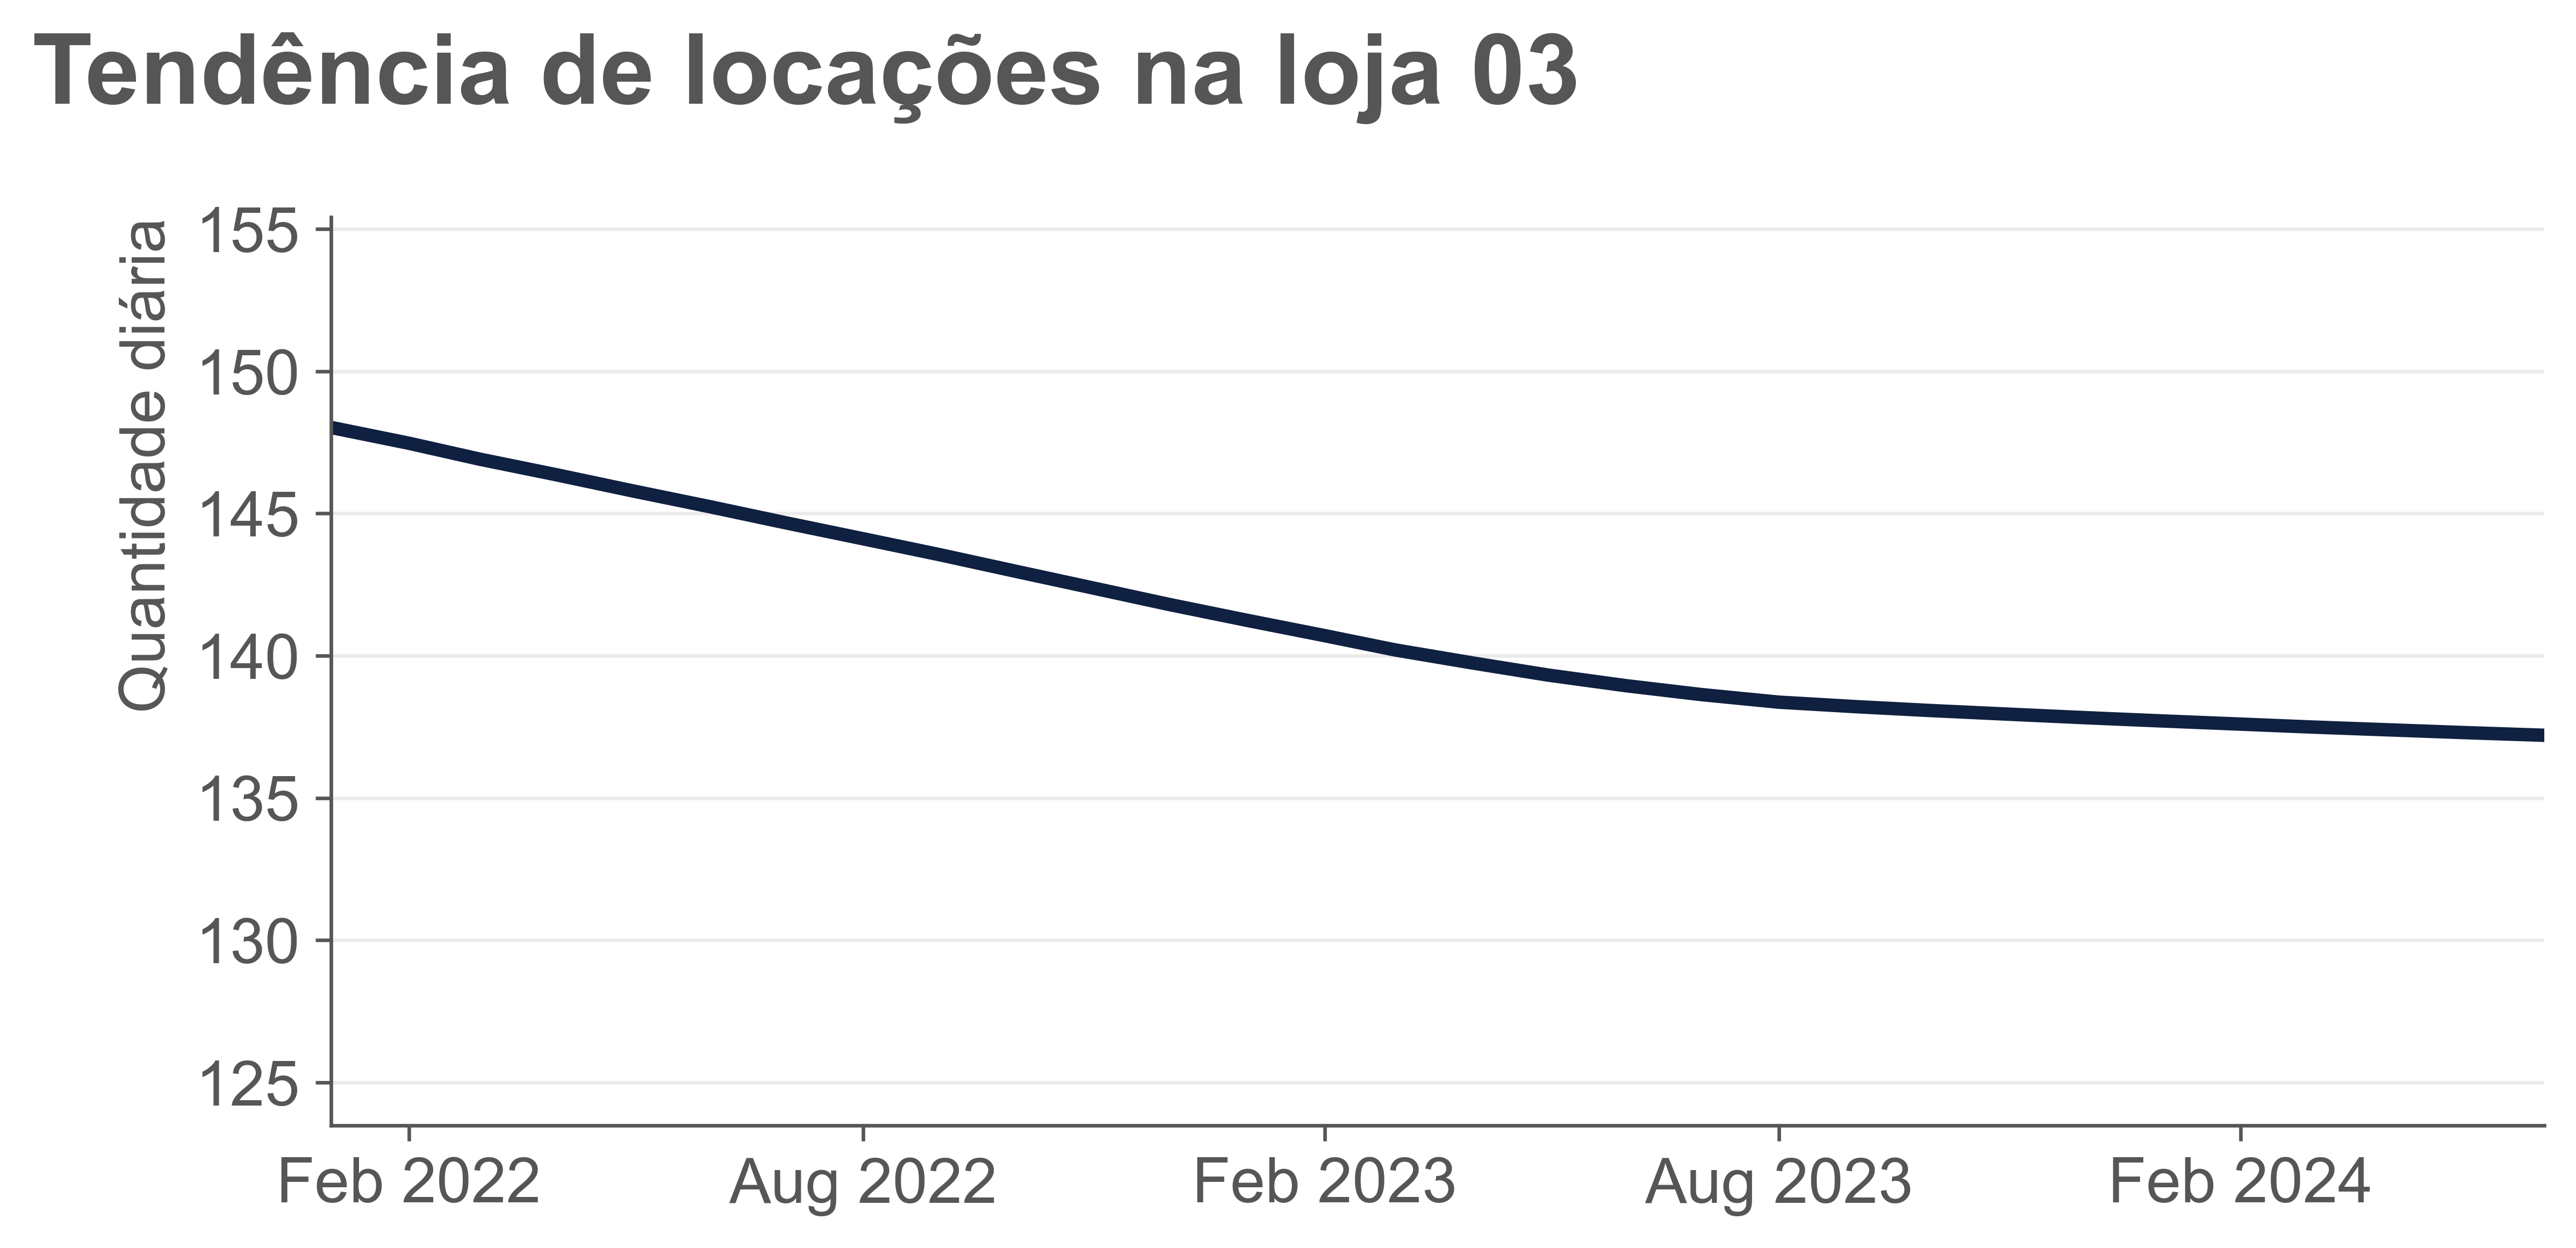 Tendência de locações na loja 03
Quantidade diária
155
150
145
140
135
130
125
Feb 2022
Aug 2022
Feb 2023
Aug 2023
Feb 2024